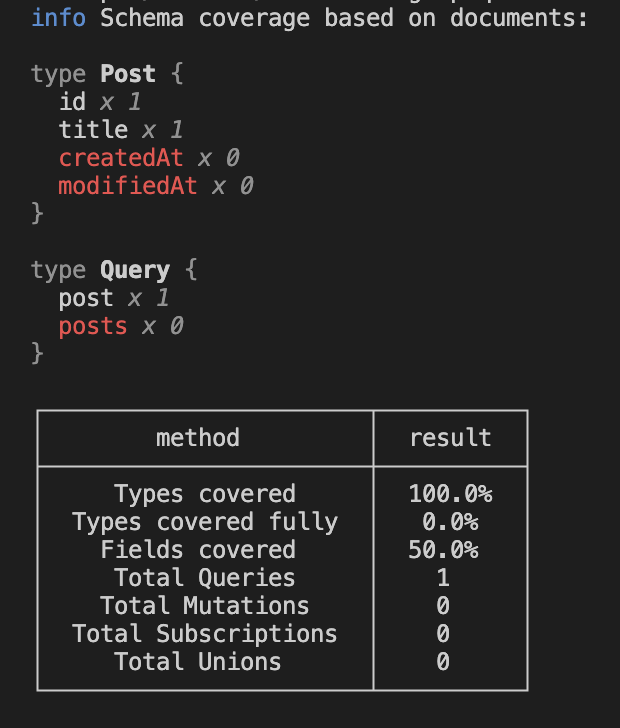 info Schema coverage based on documents:
type Post {
id x 1
title x 1
createdAt x 0
modifiedAt x 0
}
type Query {
post x 1
posts x 0
}
method result
Types covered 100.0%
Types covered fully 0.0%
Fields covered 50.0%
Total Queries 1
Total Mutations 0
Total Subscriptions 0
Total Unions 0